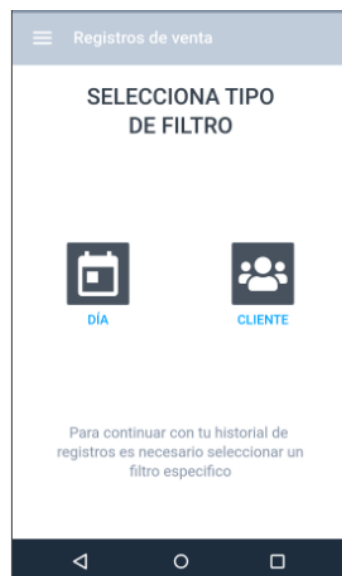 Registros de venta
SELECCIONA TIPO
DE FILTRO
DÍA
CLIENTE
Para continuar con tu historial de
registros es necesario seleccionar un
filtro especifico